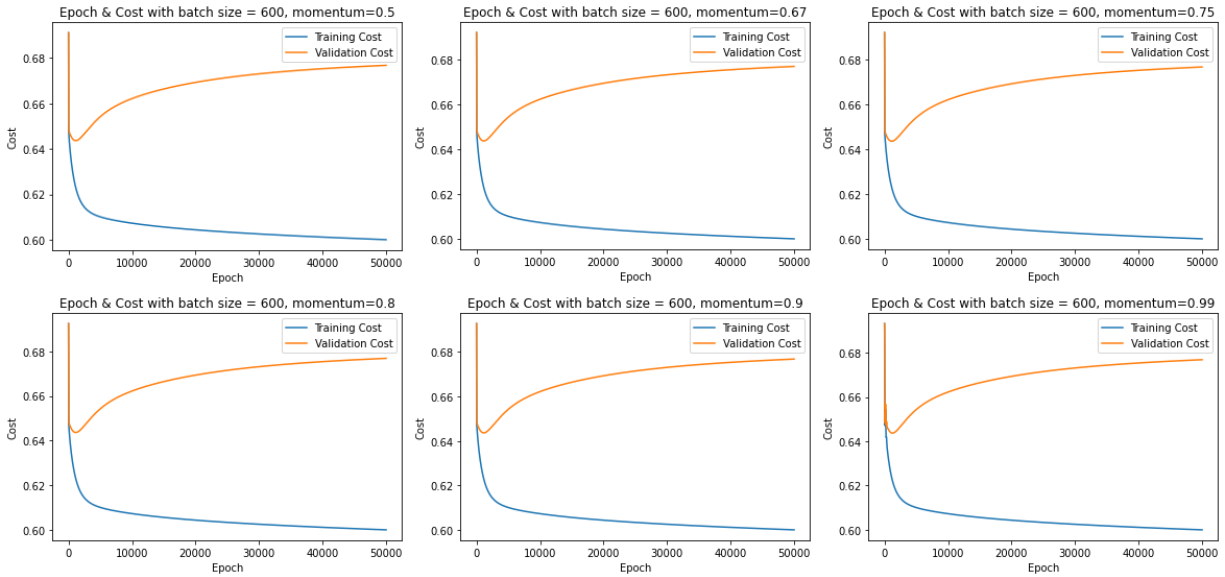 Epoch & Cost with batch size = 600, momentum=0.5
Training Cost
Validation Cost
Cost
0.68
0.66
0.64
0.62
0.60
0
10000
20000
30000
40000
50000
Epoch
Epoch & Cost with batch size = 600, momentum=0.67
Training Cost
Validation Cost
Cost
0.68
0.66
0.64
0.62
0.60
0
10000
20000
30000
40000
50000
Epoch
Epoch & Cost with batch size = 600, momentum=0.75
Training Cost
Validation Cost
Cost
0.68
0.66
0.64
0.62
0.60
0
10000
20000
30000
40000
50000
Epoch
Epoch & Cost with batch size = 600, momentum=0.8
Training Cost
Validation Cost
Cost
0.68
0.66
0.64
0.62
0.60
0
10000
20000
30000
40000
50000
Epoch
Epoch & Cost with batch size = 600, momentum=0.9
Training Cost
Validation Cost
Cost
0.68
0.66
0.64
0.62
0.60
0
10000
20000
30000
40000
50000
Epoch
Epoch & Cost with batch size = 600, momentum=0.99
Training Cost
Validation Cost
Cost
0.68
0.66
0.64
0.62
0.60
0
10000
20000
30000
40000
50000
Epoch